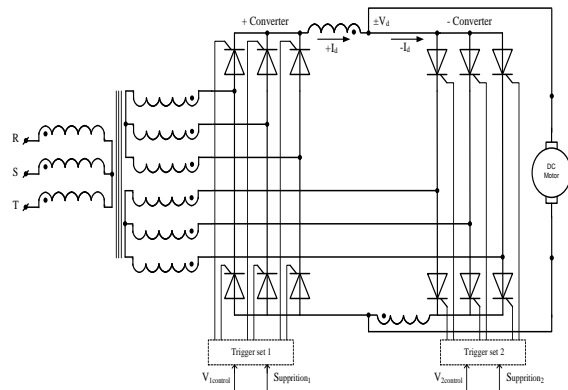 + Converter
±Vd
- Converter
+Id
-Id
R
S
T
DC
Motor
Trigger set 1
Trigger set 2
V1control
Supprition1
V2control
Supprition2